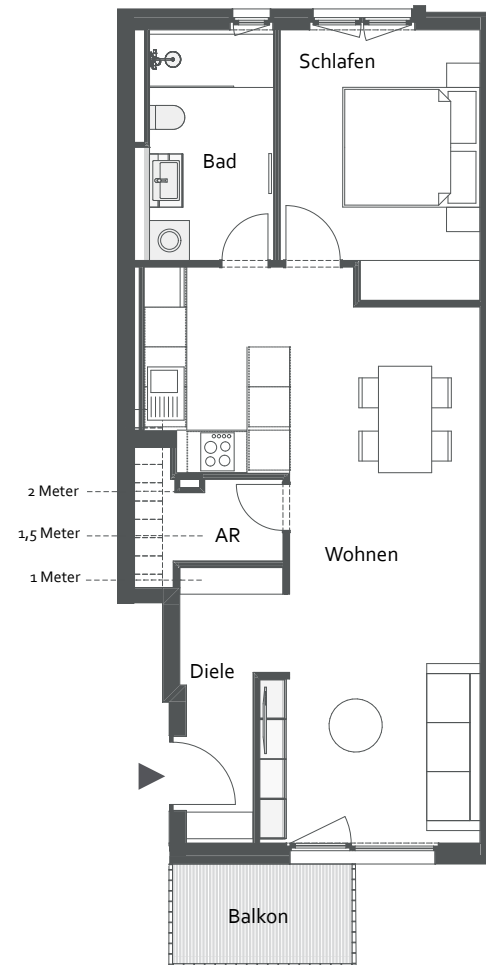 Schlafen
Bad
2 Meter
1,5 Meter
AR
Wohnen
1 Meter
Diele
Balkon